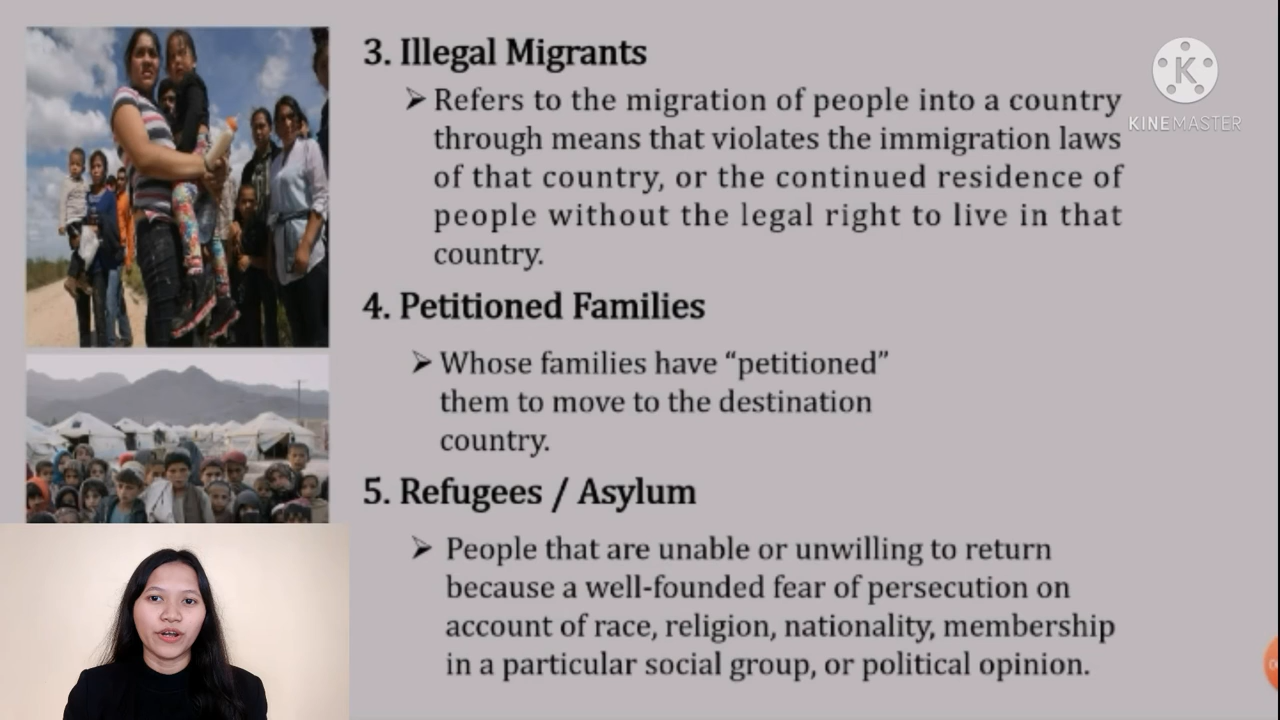 3. Illegal Migrants
➢ Refers to the migration of people into a country
through means that violates the immigration laws
of that country, or the continued residence of
people without the legal right to live in that
country.
4. Petitioned Families
➢ Whose families have “petitioned”
them to move to the destination
country.
5. Refugees / Asylum
➢ People that are unable or unwilling to return
because a well-founded fear of persecution on
account of race, religion, nationality, membership
in a particular social group, or political opinion.
K
KINEMASTER